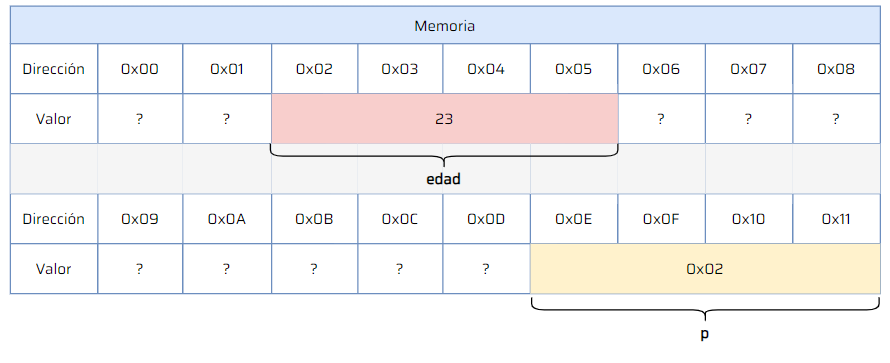 Memoria
Dirección 0x00 0x01 0x02 0x03 0x04 0x05 0x06 0x07 0x08
Valor ? ? 23 ? ? ?
edad
Dirección 0x09 0x0A 0x0B 0x0C 0x0D 0x0E 0x0F 0x10 0x11
Valor ? ? ? ? ? 0x02
p